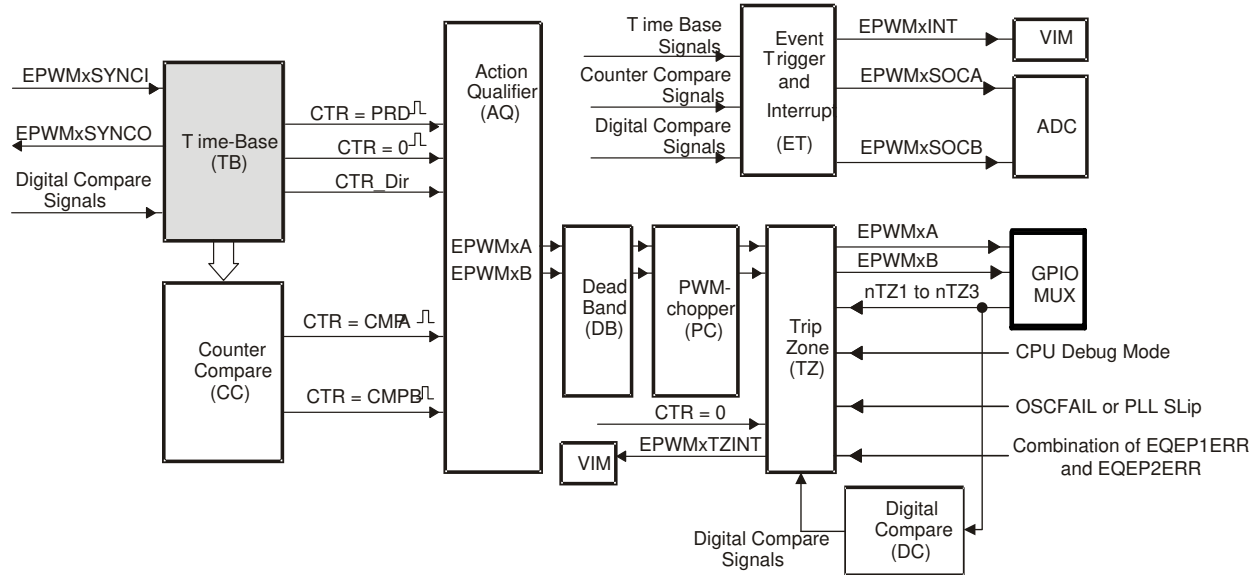 EPWMxSYNCI
EPWMxSYNCO
Digital Compare
Signals
Time-Base
(TB)
CTR = PRD
CTR = 0
CTR_Dir
Counter
Compare
(CC)
CTR = CMPA
CTR = CMPB
Action
Qualifier
(AQ)
EPWMxA
EPWMxB
Time Base
Signals
Counter Compare
Signals
Digital Compare
Signals
Event
Trigger
and
Interrupt
(ET)
EPWMxINT
EPWMxSOCA
EPWMxSOCB
VIM
ADC
Dead
Band
(DB)
PWM-
chopper
(PC)
Trip
Zone
(TZ)
EPWMxA
EPWMxB
nTZ1 to nTZ3
GPIO
MUX
CPU Debug Mode
OSCFAIL or PLL SLip
Combination of EQEP1ERR
and EQEP2ERR
CTR = 0
EPWMxTZINT
VIM
Digital Compare
Signals
Digital
Compare
(DC)